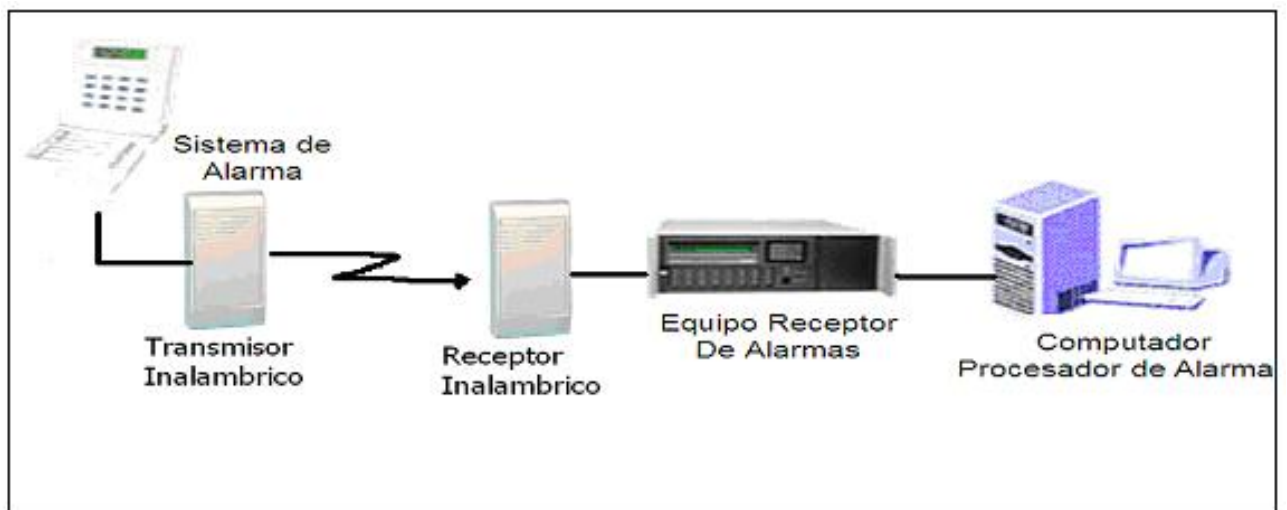 Sistema de
Alarma
Transmisor
Inalambrico
Receptor
Inalambrico
Equipo Receptor
De Alarmas
Computador
Procesador de Alarma